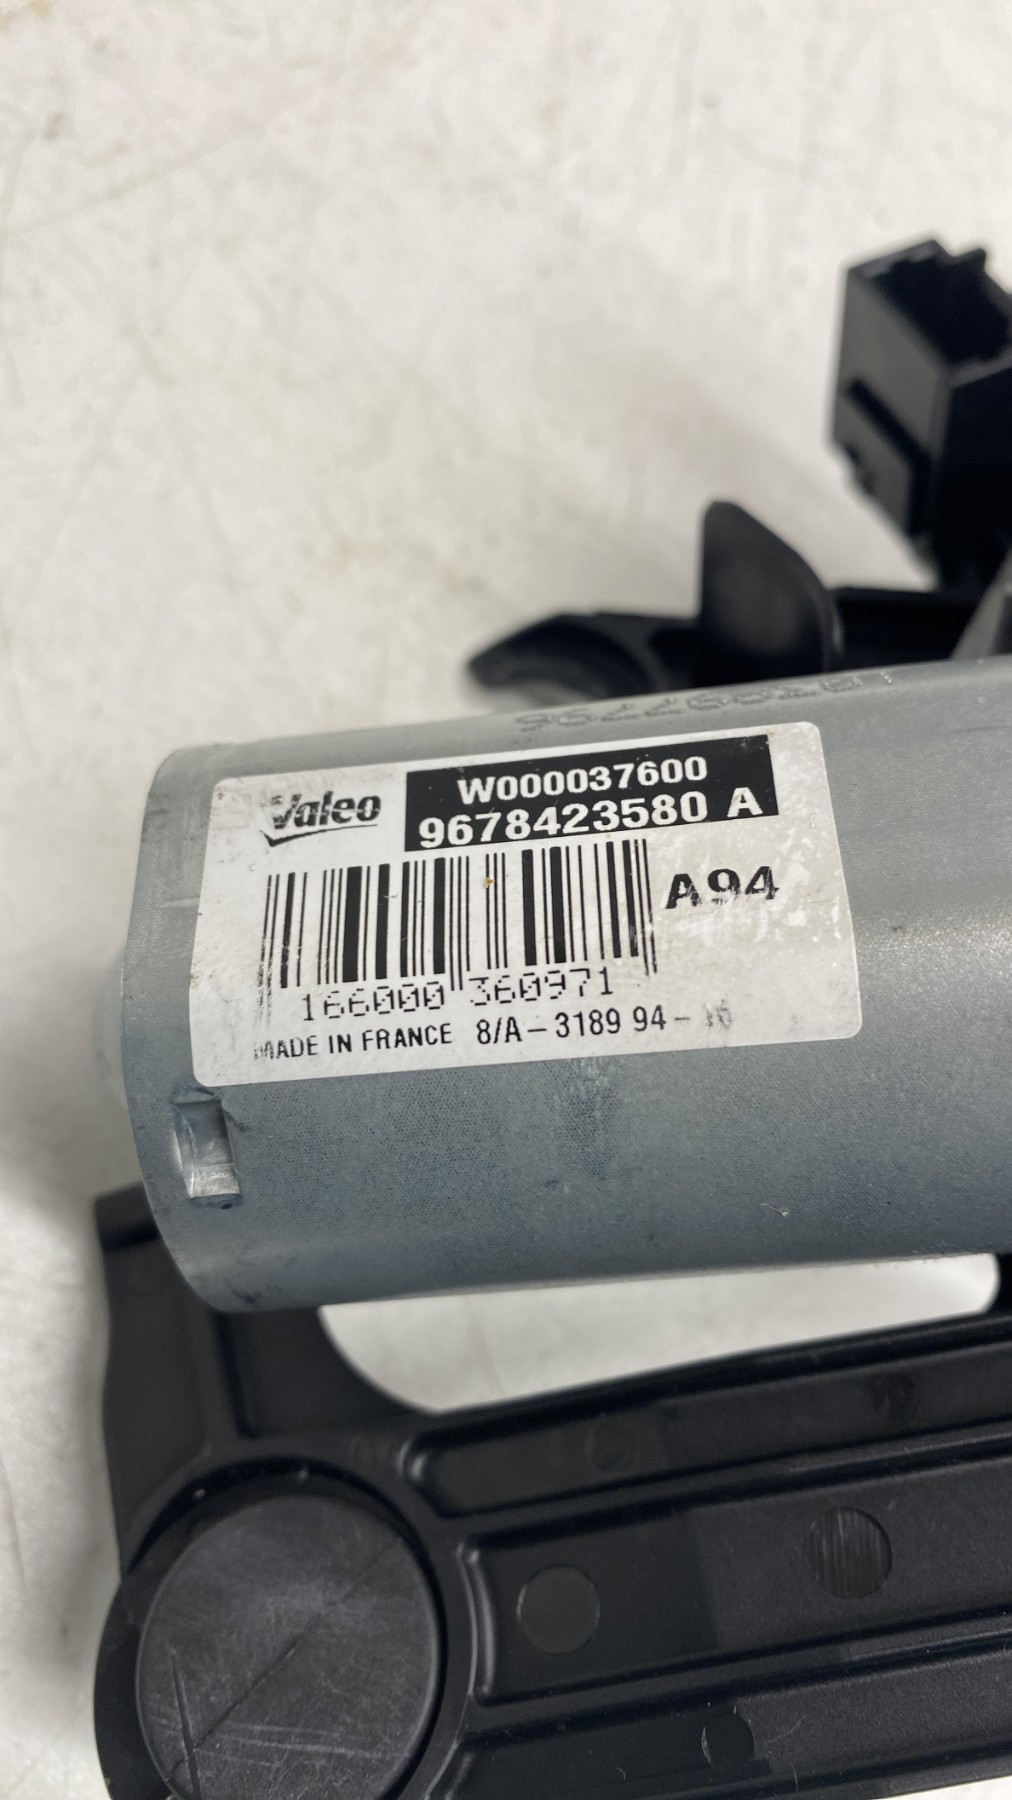 Valeo
W000037600
9678423580 A
A94
166000 360971
MADE IN FRANCE 8/A-3189 94-